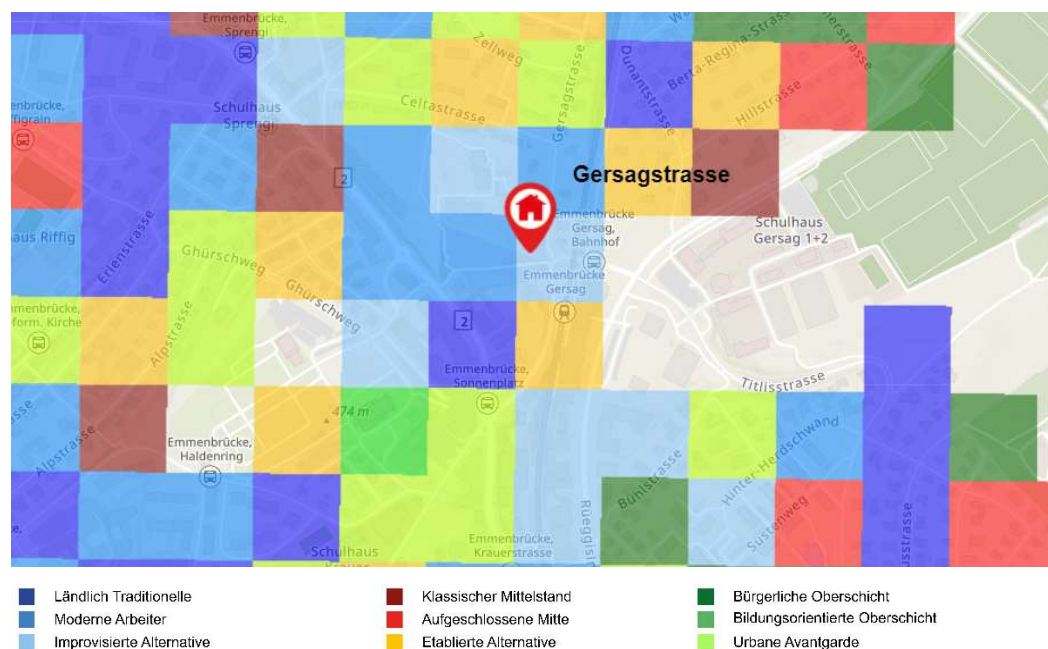 Emmenbrücke,
Sprengi
Zellweg
Gersagstrasse
Dunantstrasse
Berta-Regina-Strasse
Hillstrasse
Celtastrasse
Schulhaus
Sprengi
2
Gersagstrasse
Emmenbrücke
Gersag,
Bahnhof
Schulhaus
Gersag 1+2
Emmenbrücke
Gersag
aus Riffig
Erlenstrasse
Ghürschweg
Ghürschweg
2
Alpstrasse
Emmenbrücke,
Sonnenplatz
Titlisstrasse
474 m
Alpstrasse
Emmenbrücke,
Haldenring
Bühlstrasse
Hinter-Herdschwand
Sustenweg
Emmenbrücke,
Krauerstrasse
Schulhaus
Ländlich Traditionelle
Moderne Arbeiter
Improvisierte Alternative
Klassischer Mittelstand
Aufgeschlossene Mitte
Etablierte Alternative
Bürgerliche Oberschicht
Bildungsorientierte Oberschicht
Urbane Avantgarde